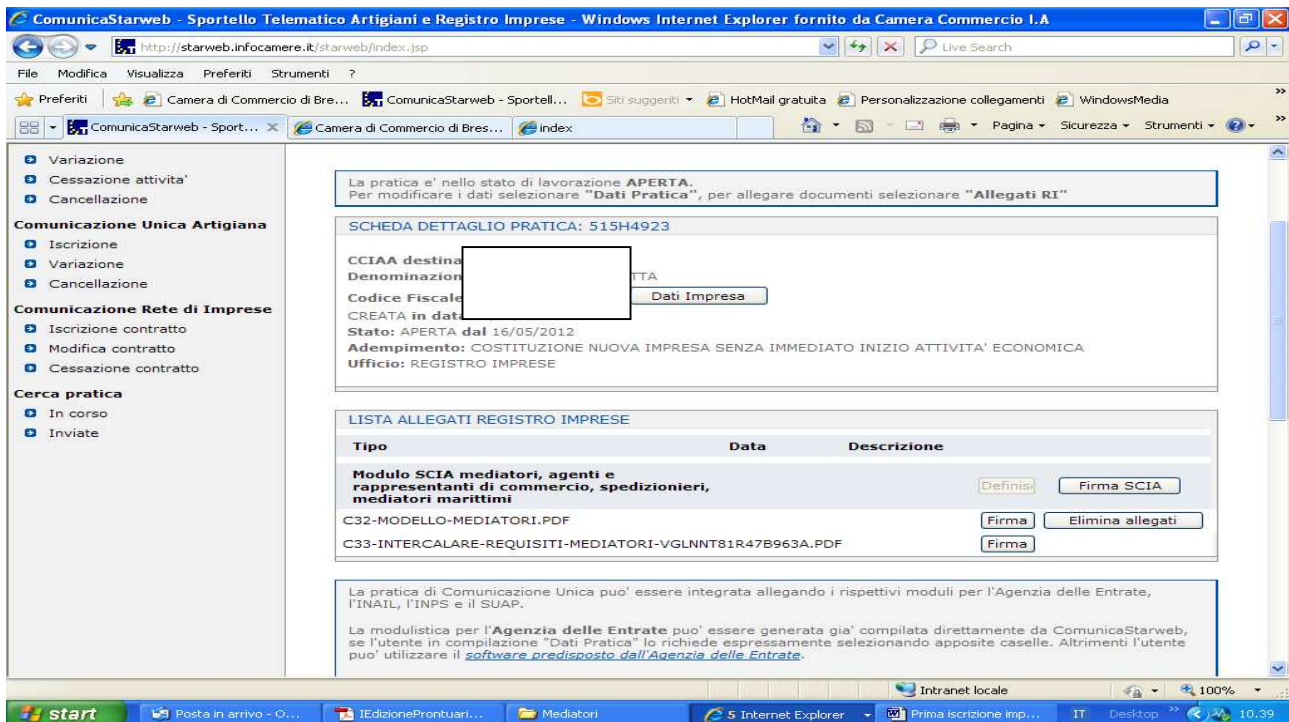 ComunicaStarweb - Sportello Telematico Artigiani e Registro Imprese - Windows Internet Explorer fornito da Camera Commercio I.A
http://starweb.infocamere.it/starweb/index.jsp
Live Search
File Modifica Visualizza Preferiti Strumenti ?
Preferiti Camera di Commercio di Bre... ComunicaStarweb - Sportell... Siti suggeriti HotMail gratuita Personalizzazione collegamenti WindowsMedia
ComunicaStarweb - Sport... Camera di Commercio di Bres... index Pagina Sicurezza Strumenti
Variazione
Cessazione attivita'
Cancellazione
Comunicazione Unica Artigiana
Iscrizione
Variazione
Cancellazione
Comunicazione Rete di Imprese
Iscrizione contratto
Modifica contratto
Cessazione contratto
Cerca pratica
In corso
Inviate
La pratica e' nello stato di lavorazione APERTA.
Per modificare i dati selezionare "Dati Pratica", per allegare documenti selezionare "Allegati RI"
SCHEDA DETTAGLIO PRATICA: 515H4923
CCIAA destina
Denominazion TTA
Codice Fiscale Dati Impresa
CREATA in data
Stato: APERTA dal 16/05/2012
Adempimento: COSTITUZIONE NUOVA IMPRESA SENZA IMMEDIATO INIZIO ATTIVITA' ECONOMICA
Ufficio: REGISTRO IMPRESE
LISTA ALLEGATI REGISTRO IMPRESE
Tipo Data Descrizione
Modulo SCIA mediatori, agenti e
rappresentanti di commercio, spedizionieri,
mediatori marittimi
Definis Firma SCIA
C32-MODELLO-MEDIATORI.PDF Firma Elimina allegati
C33-INTERCALARE-REQUISITI-MEDIATORI-VGLNNT81R47B963A.PDF Firma
La pratica di Comunicazione Unica puo' essere integrata allegando i rispettivi moduli per l'Agenzia delle Entrate,
l'INAIL, l'INPS e il SUAP.
La modulistica per l'Agenzia delle Entrate puo' essere generata gia' compilata direttamente da ComunicaStarweb,
se l'utente in compilazione "Dati Pratica" lo richiede espressamente selezionando apposite caselle. Altrimenti l'utente
puo' utilizzare il software predisposto dall'Agenzia delle Entrate.
Intranet locale 100%
start Posta in arrivo - O... IEdizioneProntuari... Mediatori 5 Internet Explorer Prima iscrizione imp... IT Desktop 10.39